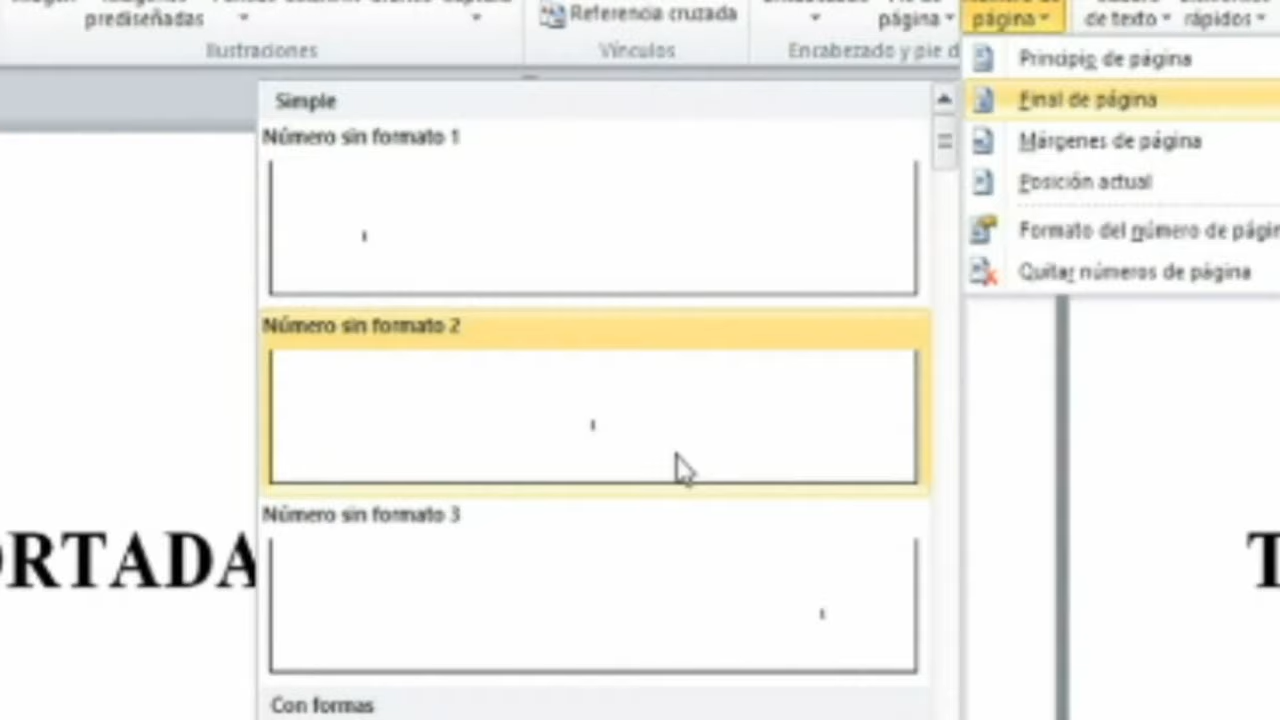 prediseñadas
Ilustraciones
Referencia cruzada
Vínculos
página
Encabezado y pie d
página
de texto
rápidos
Principio de página
Final de página
Márgenes de página
Posición actual
Formato del número de págin
Quitar números de página
Simple
Número sin formato 1
Número sin formato 2
Número sin formato 3
Con formas
ORTADA
T